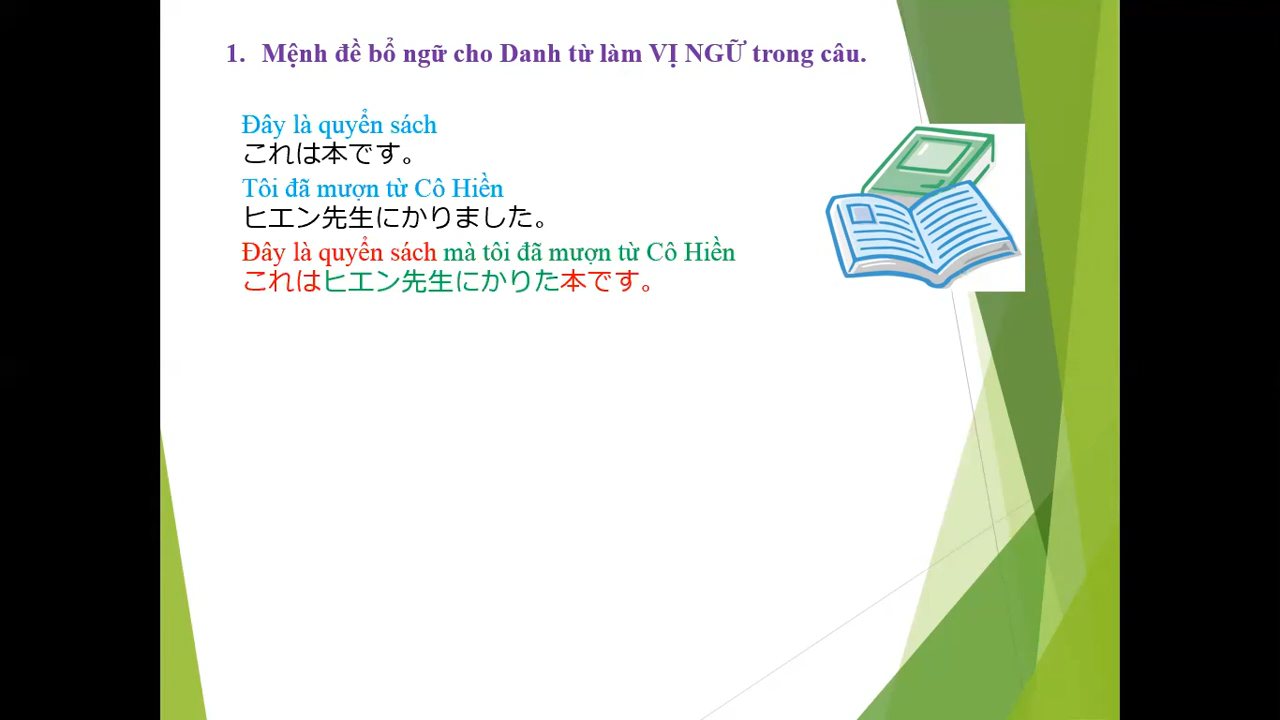 1. Mệnh đề bổ ngữ cho Danh từ làm VỊ NGỮ trong câu.
Đây là quyển sách
これは本です。
Tôi đã mượn từ Cô Hiền
ヒエン先生にかりました。
Đây là quyển sách mà tôi đã mượn từ Cô Hiền
これはヒエン先生にかりた本です。